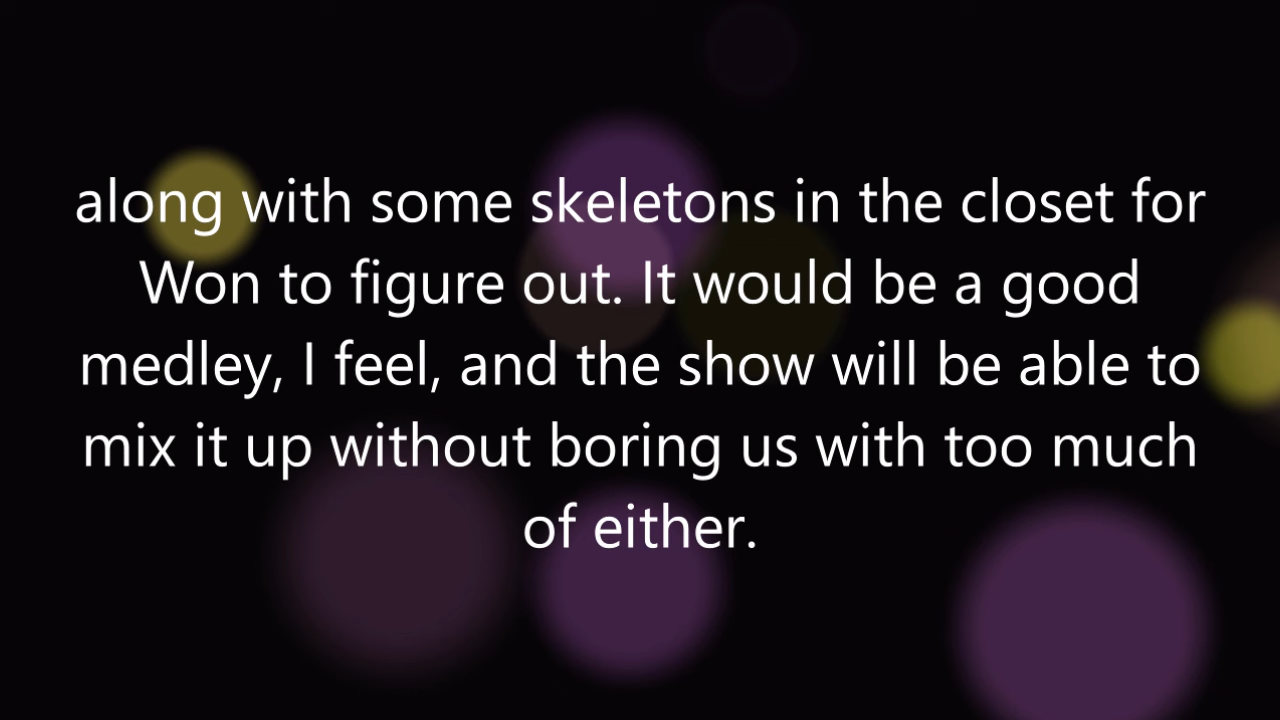 along with some skeletons in the closet for
Won to figure out. It would be a good
medley, I feel, and the show will be able to
mix it up without boring us with too much
of either.